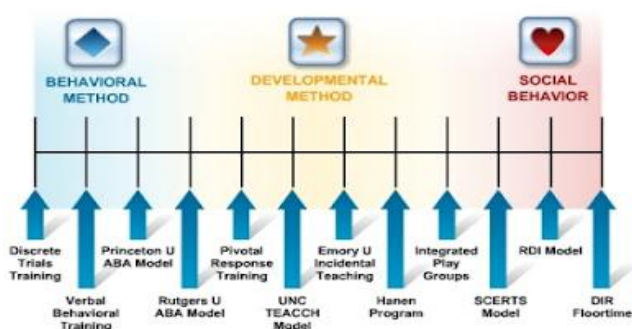 BEHAVIORAL
METHOD
DEVELOPMENTAL
METHOD
SOCIAL
BEHAVIOR
Discrete
Trials
Training
Verbal
Behavioral
Training
Princeton U
ABA Model
Rutgers U
ABA Model
Pivotal
Response
Training
UNC
TEACCH
Model
Emory U
Incidental
Teaching
Hanen
Program
Integrated
Play
Groups
SCERTS
Model
RDI Model
DIR
Floortime